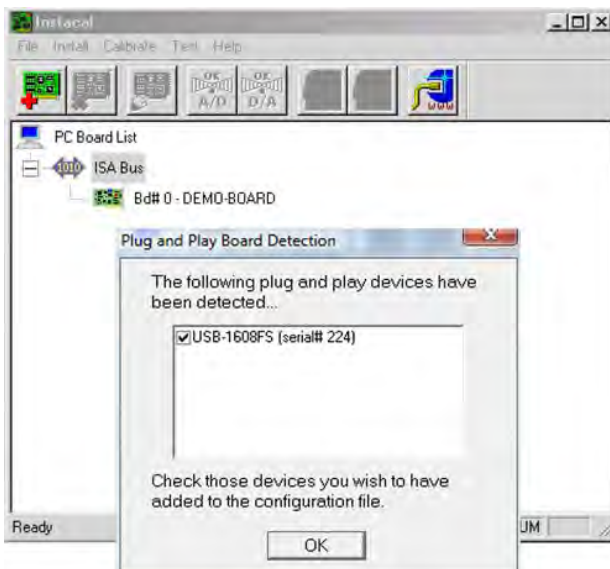 Instacal
File Install Calibrate Test Help
OK
A/D
OK
D/A
PC Board List
ISA Bus
Bd# 0 - DEMO-BOARD
Plug and Play Board Detection
The following plug and play devices have
been detected...
USB-1608FS (serial# 224)
Check those devices you wish to have
added to the configuration file.
OK
Ready
UM